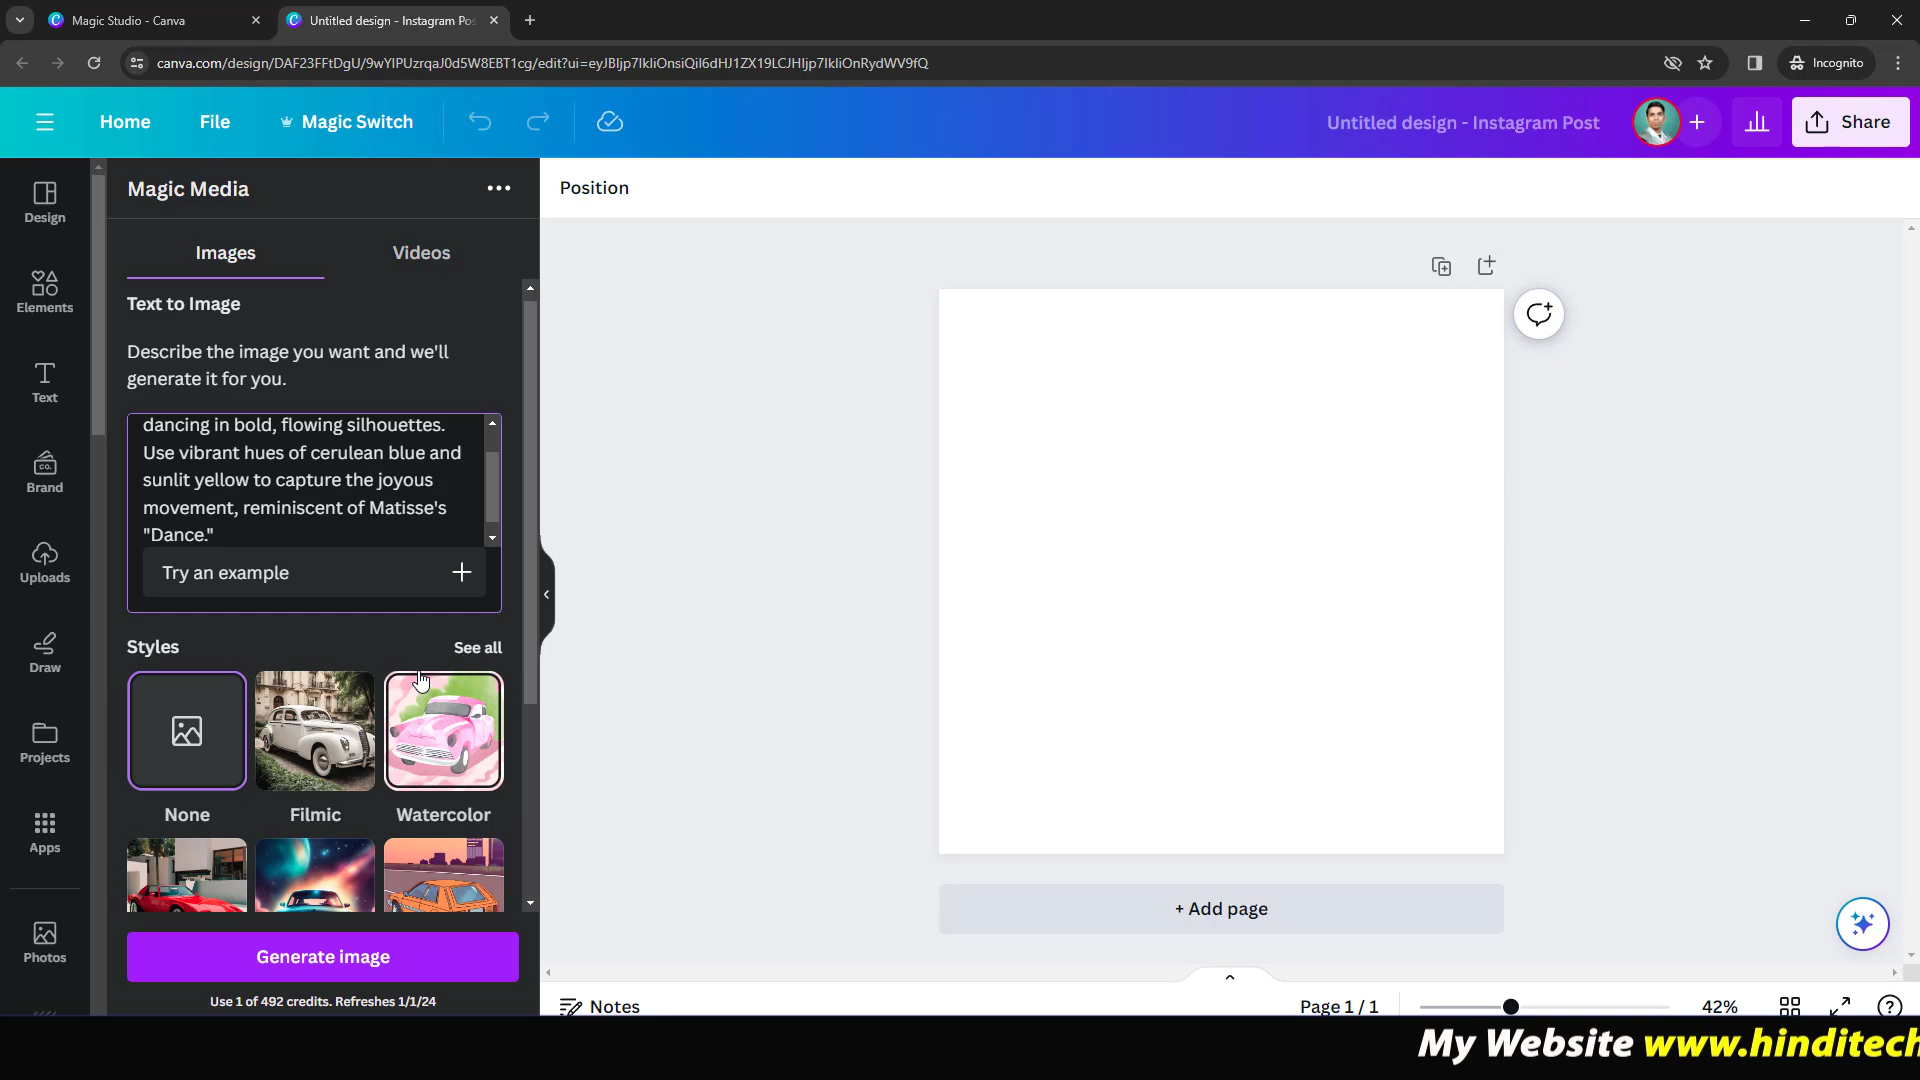 Magic Studio - Canva
Untitled design - Instagram Pos
canva.com/design/DAF23FFtDgU/9wYIPUzrqaJ0d5W8EBT1cg/edit?ui=eyJBIjp7IkIiOnsiQiI6dHJ1ZX19LCJHIjp7IkIiOnRydWV9fQ
Incognito
Home
File
Magic Switch
Untitled design - Instagram Post
Share
Design
Elements
Text
CO.
Brand
Uploads
Draw
Projects
Apps
Photos
Magic Media
Images
Videos
Text to Image
Describe the image you want and we'll
generate it for you.
dancing in bold, flowing silhouettes.
Use vibrant hues of cerulean blue and
sunlit yellow to capture the joyous
movement, reminiscent of Matisse's
"Dance."
Try an example
Styles
See all
None
Filmic
Watercolor
Generate image
Use 1 of 492 credits. Refreshes 1/1/24
Position
+ Add page
Notes
Page 1 / 1
42%
My Website www.hinditech